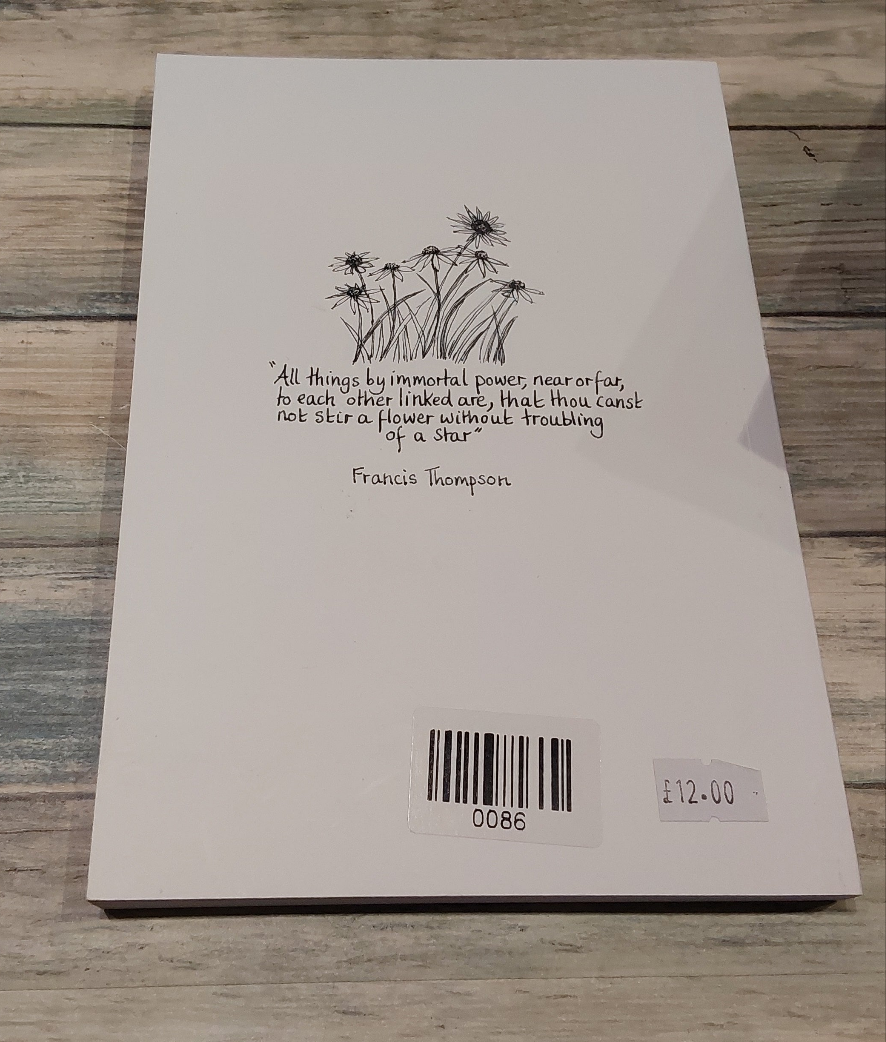 "All things by immortal power, near or far,
to each other linked are, that thou canst
not stir a flower without troubling
of a star"
Francis Thompson
0086
£12.00